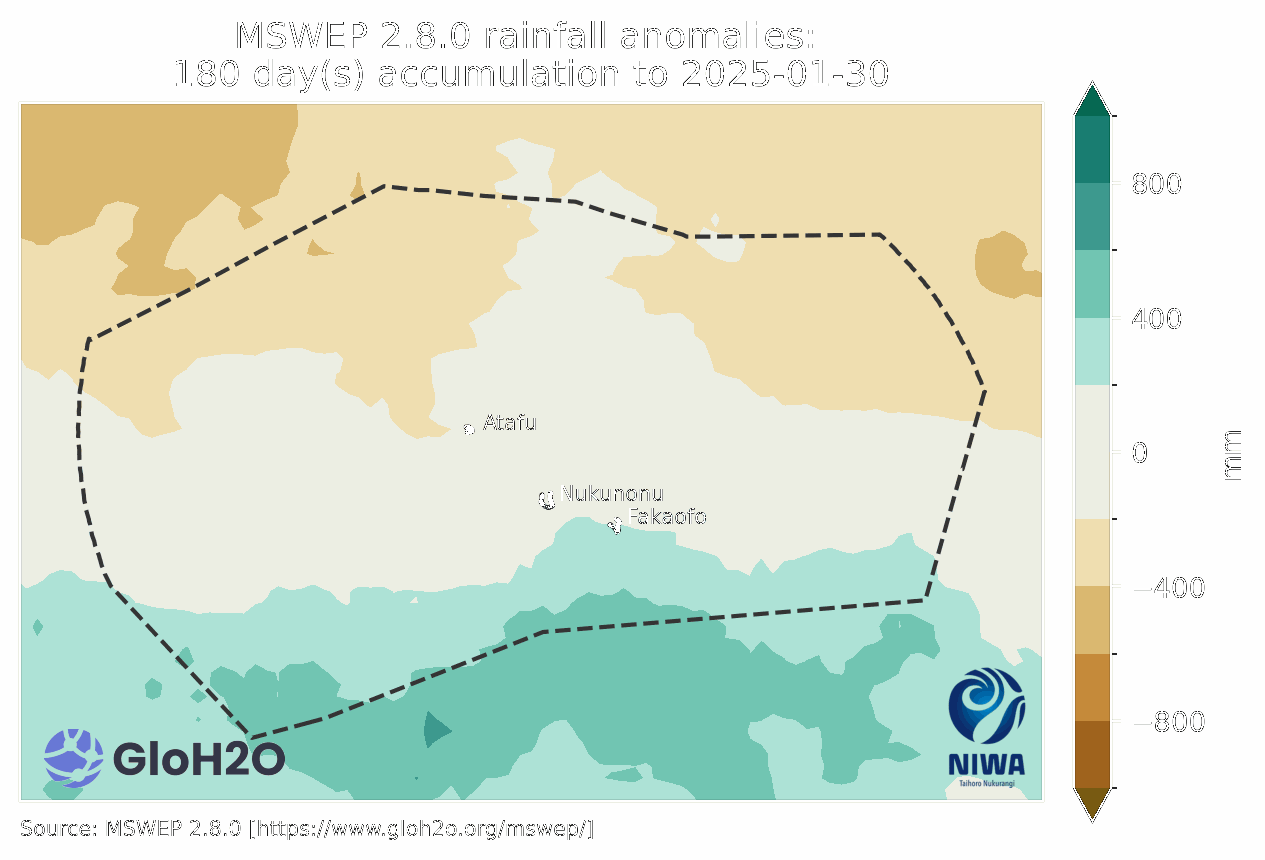 MSWEP 2.8.0 rainfall anomalies:
180 day(s) accumulation to 2025-01-30
800
400
0
−400
−800
mm
Atafu
Nukunonu
Fakaofo
GloH2O
NIWA
Taihoro Nukurangi
Source: MSWEP 2.8.0 [https://www.gloh2o.org/mswep/]